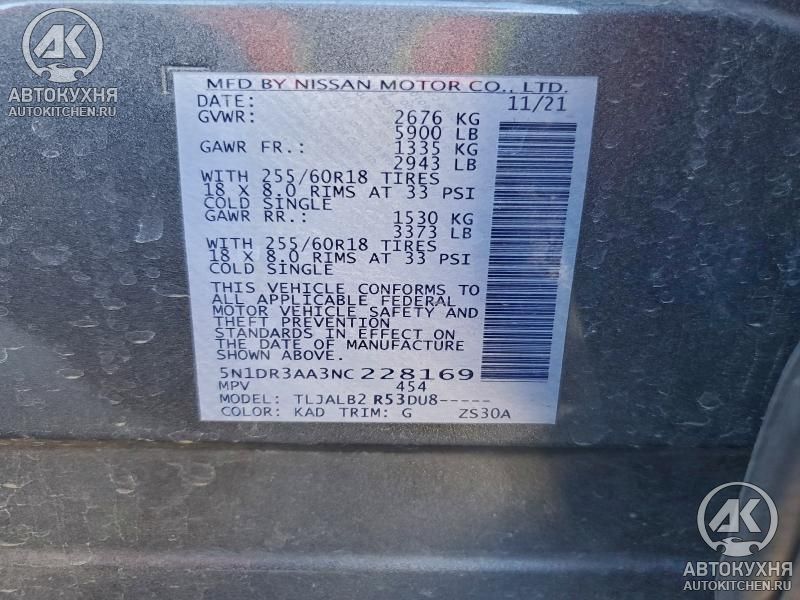 AK
АВТОКУХНЯ
AUTOKITCHEN.RU
MFD BY NISSAN MOTOR CO., LTD.
DATE: 11/21
GVWR: 2676 KG
5900 LB
GAWR FR.: 1335 KG
2943 LB
WITH 255/60R18 TIRES
18 x 8.0 RIMS AT 33 PSI
COLD SINGLE
GAWR RR.: 1530 KG
3373 LB
WITH 255/60R18 TIRES
18 x 8.0 RIMS AT 33 PSI
COLD SINGLE
THIS VEHICLE CONFORMS TO
ALL APPLICABLE FEDERAL
MOTOR VEHICLE SAFETY AND
THEFT PREVENTION
STANDARDS IN EFFECT ON
THE DATE OF MANUFACTURE
SHOWN ABOVE.
5N1DR3AA3NC228169
MPV 454
MODEL: TLJALB2 R53DU8-----
COLOR: KAD TRIM: G ZS30A
AK
АВТОКУХНЯ
AUTOKITCHEN.RU